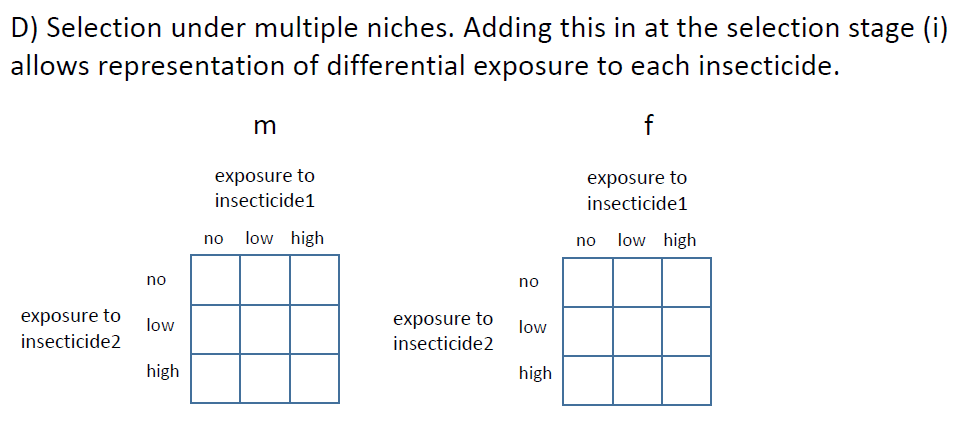 D) Selection under multiple niches. Adding this in at the selection stage (i)
allows representation of differential exposure to each insecticide.
m
exposure to
insecticide1
no low high
no
exposure to
insecticide2
low
high
f
exposure to
insecticide1
no low high
no
exposure to
insecticide2
low
high